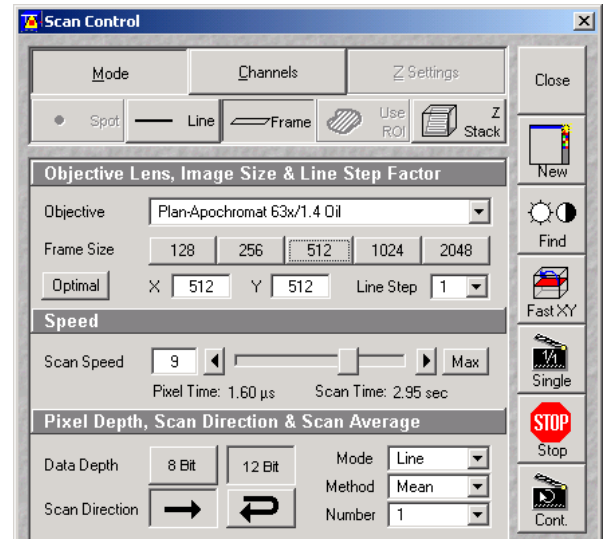 Scan Control
Mode Channels Z Settings Close
Spot Line Frame Use ROI Z Stack
New
Objective Lens, Image Size & Line Step Factor
Objective Plan-Apochromat 63x/1.4 Oil
Find
Frame Size 128 256 512 1024 2048
Optimal X 512 Y 512 Line Step 1
Fast XY
Speed
Scan Speed 9 Max
1/1
Single
Pixel Time: 1.60 µs Scan Time: 2.95 sec
Pixel Depth, Scan Direction & Scan Average
STOP
Stop
Data Depth 8 Bit 12 Bit Mode Line
Method Mean
Scan Direction Number 1
Cont.